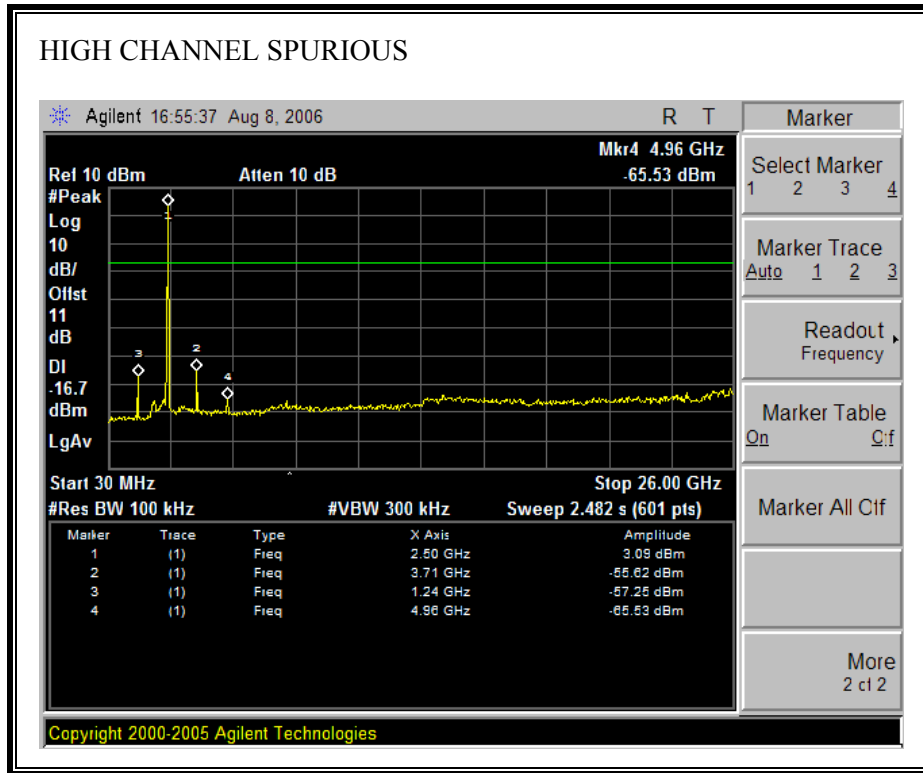 HIGH CHANNEL SPURIOUS
Agilent 16:55:37 Aug 8, 2006 R T
Mkr4 4.96 GHz
Ref 10 dBm Atten 10 dB -65.53 dBm
#Peak
Log
10
dB/
Offst
11
dB
DI
-16.7
dBm
LgAv
1
3
2
4
Start 30 MHz Stop 26.00 GHz
#Res BW 100 kHz #VBW 300 kHz Sweep 2.482 s (601 pts)
Marker Trace Type X Axis Amplitude
1 (1) Freq 2.50 GHz 3.09 dBm
2 (1) Freq 3.71 GHz -55.62 dBm
3 (1) Freq 1.24 GHz -57.25 dBm
4 (1) Freq 4.96 GHz -65.53 dBm
Marker
Select Marker
1 2 3 4
Marker Trace
Auto 1 2 3
Readout
Frequency
Marker Table
On Off
Marker All Off
More
2 of 2
Copyright 2000-2005 Agilent Technologies